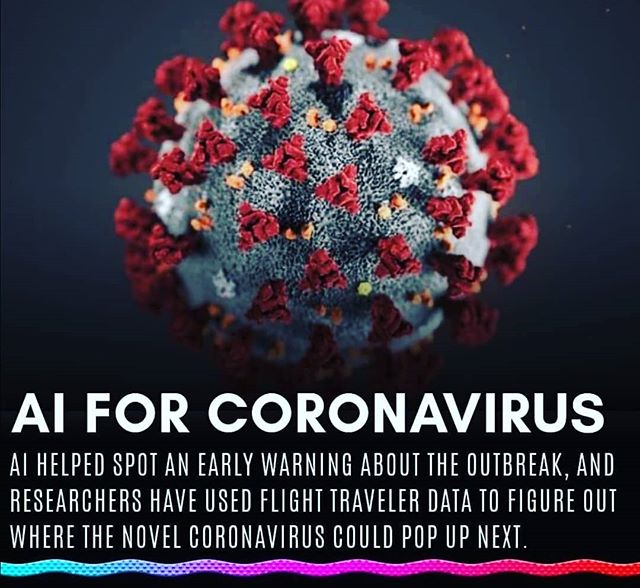 AI FOR CORONAVIRUS
AI HELPED SPOT AN EARLY WARNING ABOUT THE OUTBREAK, AND
RESEARCHERS HAVE USED FLIGHT TRAVELER DATA TO FIGURE OUT
WHERE THE NOVEL CORONAVIRUS COULD POP UP NEXT.